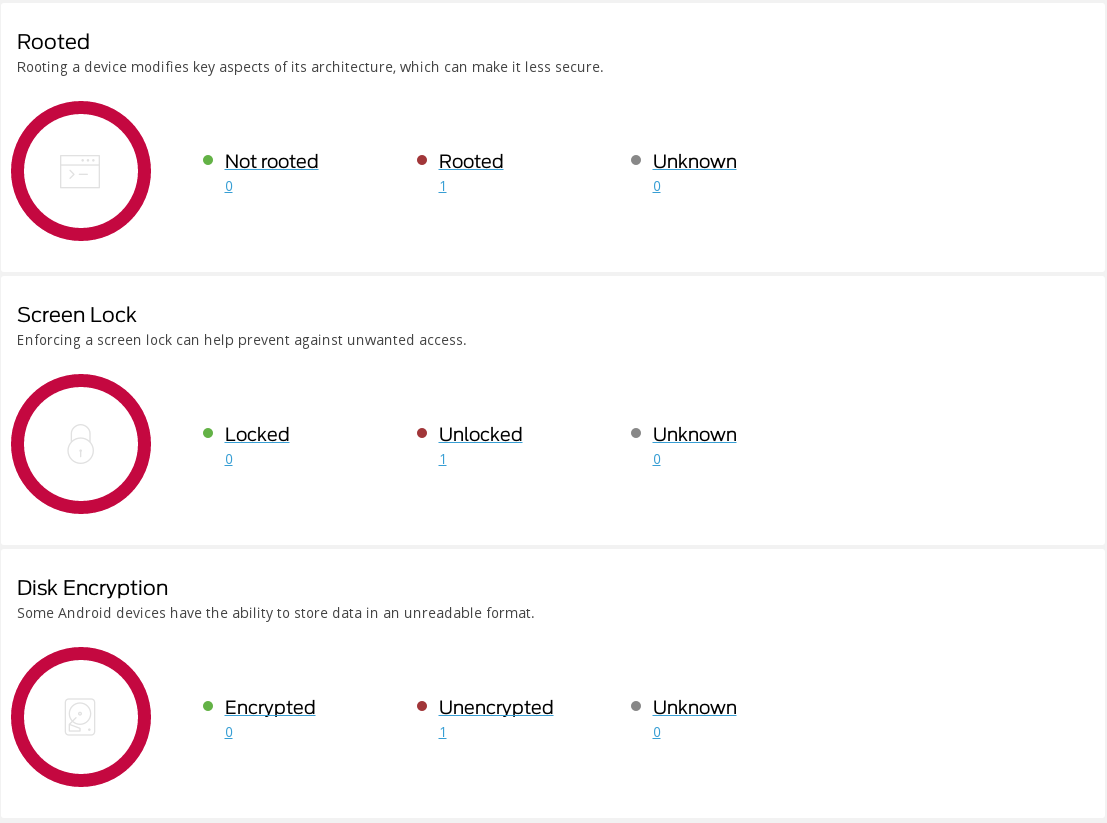 Rooted
Rooting a device modifies key aspects of its architecture, which can make it less secure.
Not rooted Rooted Unknown
0 1 0
Screen Lock
Enforcing a screen lock can help prevent against unwanted access.
Locked Unlocked Unknown
0 1 0
Disk Encryption
Some Android devices have the ability to store data in an unreadable format.
Encrypted Unencrypted Unknown
0 1 0